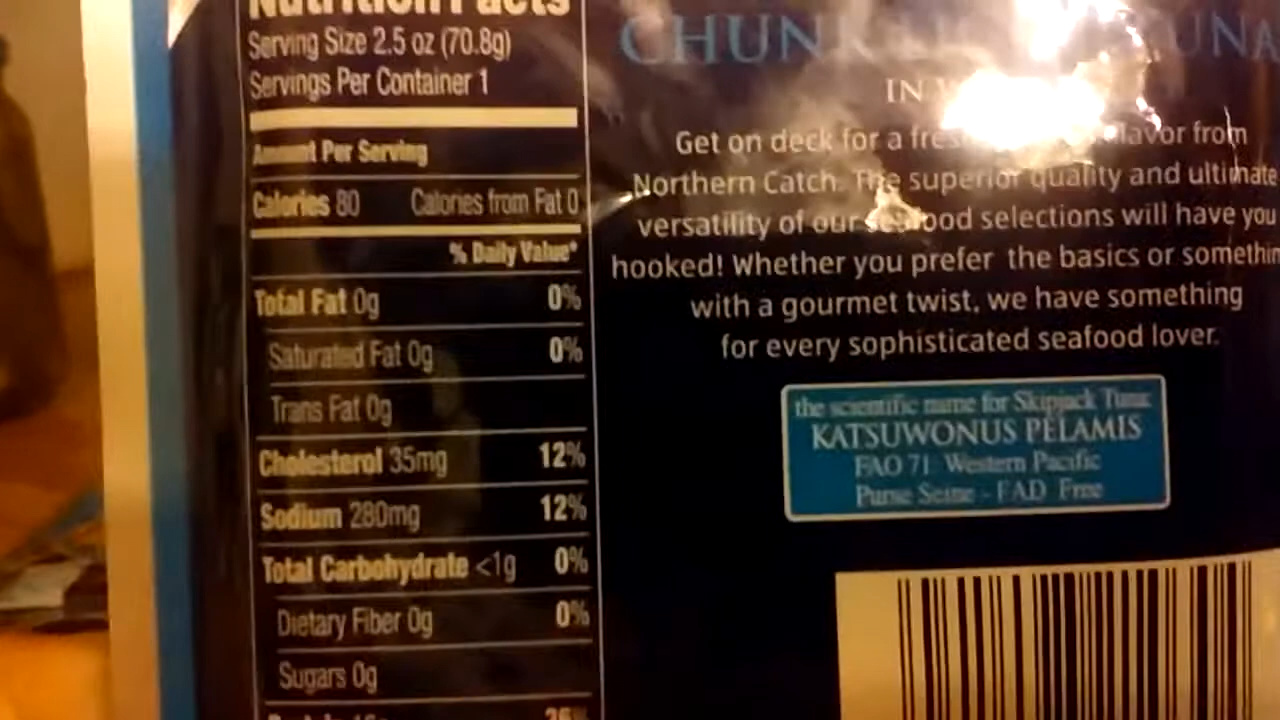 Nutrition Facts
Serving Size 2.5 oz (70.8g)
Servings Per Container 1
Amount Per Serving
Calories 80 Calories from Fat 0
% Daily Value*
Total Fat 0g 0%
Saturated Fat 0g 0%
Trans Fat 0g
Cholesterol 35mg 12%
Sodium 280mg 12%
Total Carbohydrate <1g 0%
Dietary Fiber 0g 0%
Sugars 0g
CHUNK
IN
Get on deck for a flavor from
Northern Catch. The superior quality and ultimate
versatility of our seafood selections will have you
hooked! Whether you prefer the basics or somethin
with a gourmet twist, we have something
for every sophisticated seafood lover.
the scientific name for Skipjack Tuna
KATSUWONUS PELAMIS
FAO 71 Western Pacific
Purse Seine - FAD Free